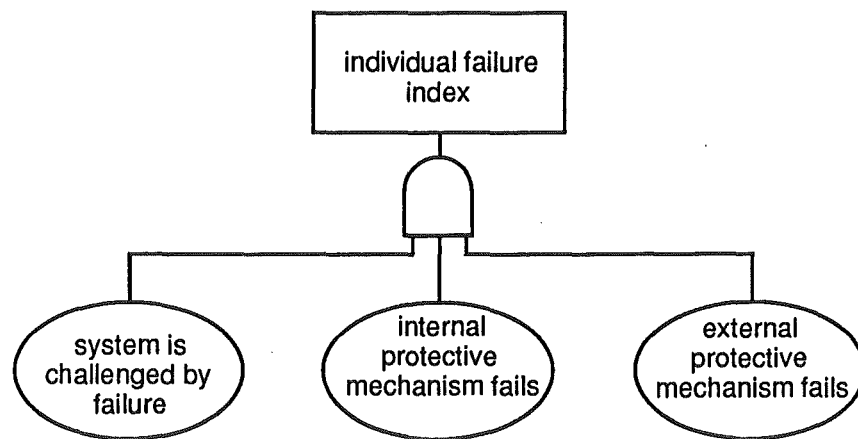 individual failure
index
system is
challenged by
failure
internal
protective
mechanism fails
external
protective
mechanism fails